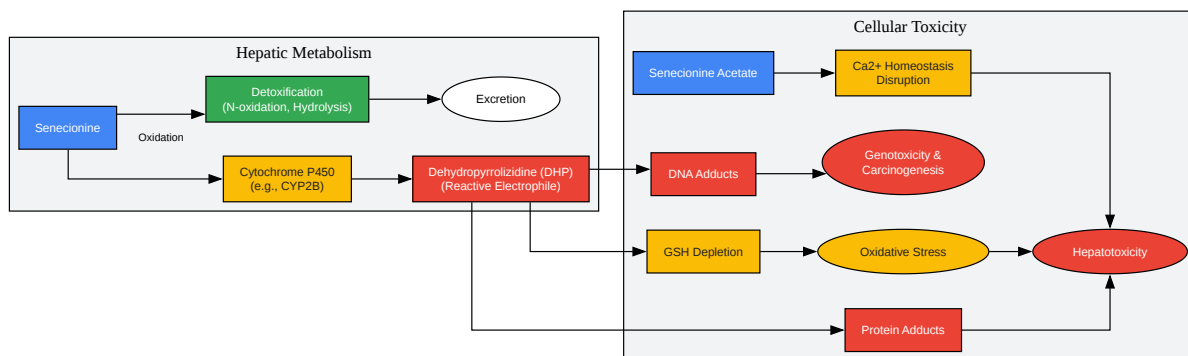 Hepatic Metabolism
Senecionine
Oxidation
Detoxification
(N-oxidation, Hydrolysis)
Excretion
Cytochrome P450
(e.g., CYP2B)
Dehydropyrrolizidine (DHP)
(Reactive Electrophile)
Cellular Toxicity
Senecionine Acetate
Ca2+ Homeostasis
Disruption
DNA Adducts
Genotoxicity &
Carcinogenesis
GSH Depletion
Oxidative Stress
Hepatotoxicity
Protein Adducts